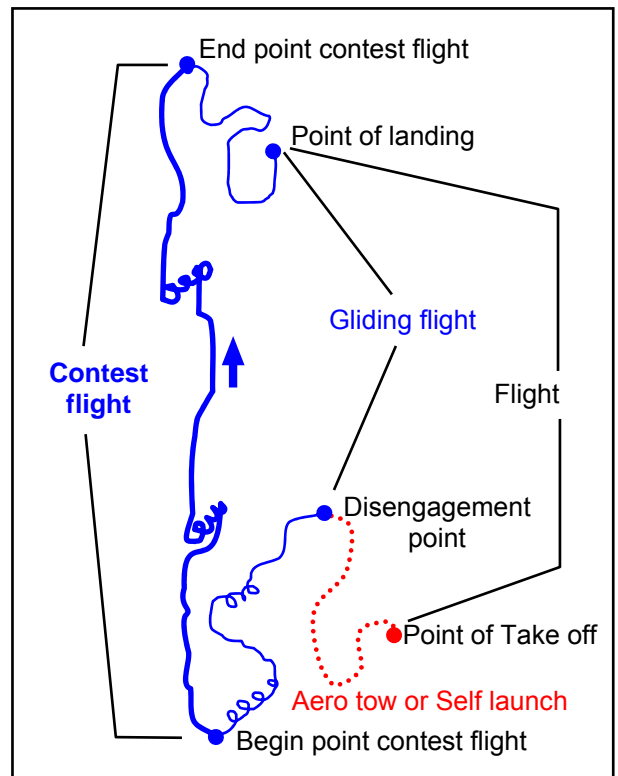 End point contest flight
Point of landing
Gliding flight
Contest
flight
Flight
Disengagement
point
Point of Take off
Aero tow or Self launch
Begin point contest flight